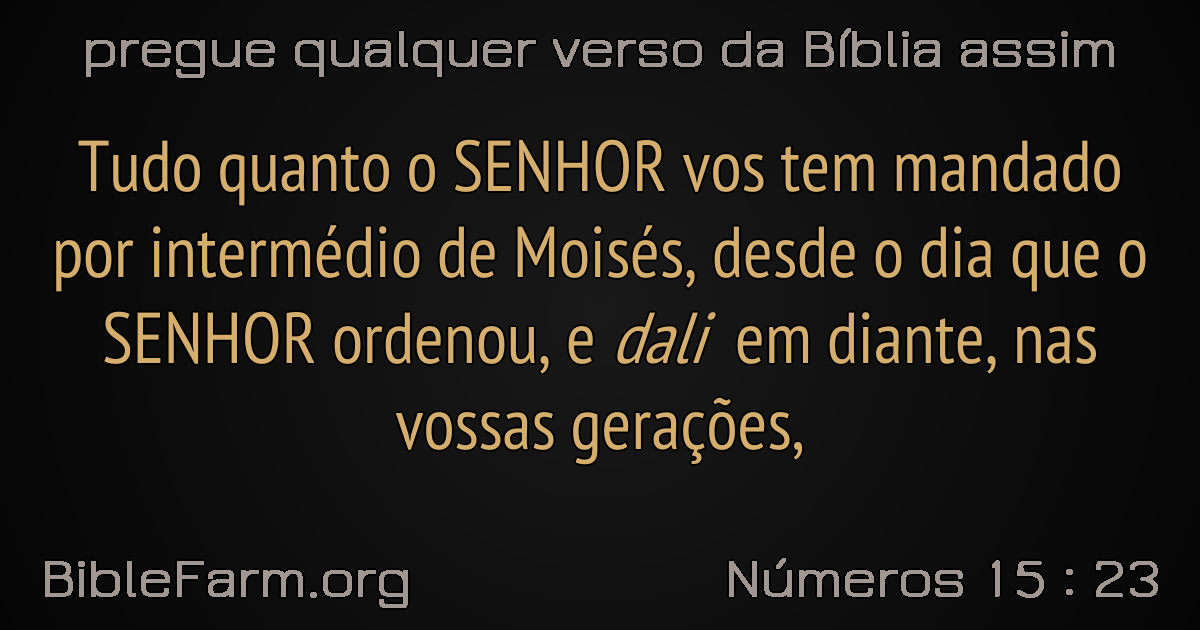 pregue qualquer verso da Bíblia assim
Tudo quanto o SENHOR vos tem mandado
por intermédio de Moisés, desde o dia que o
SENHOR ordenou, e dali em diante, nas
vossas gerações,
BibleFarm.org
Números 15 : 23